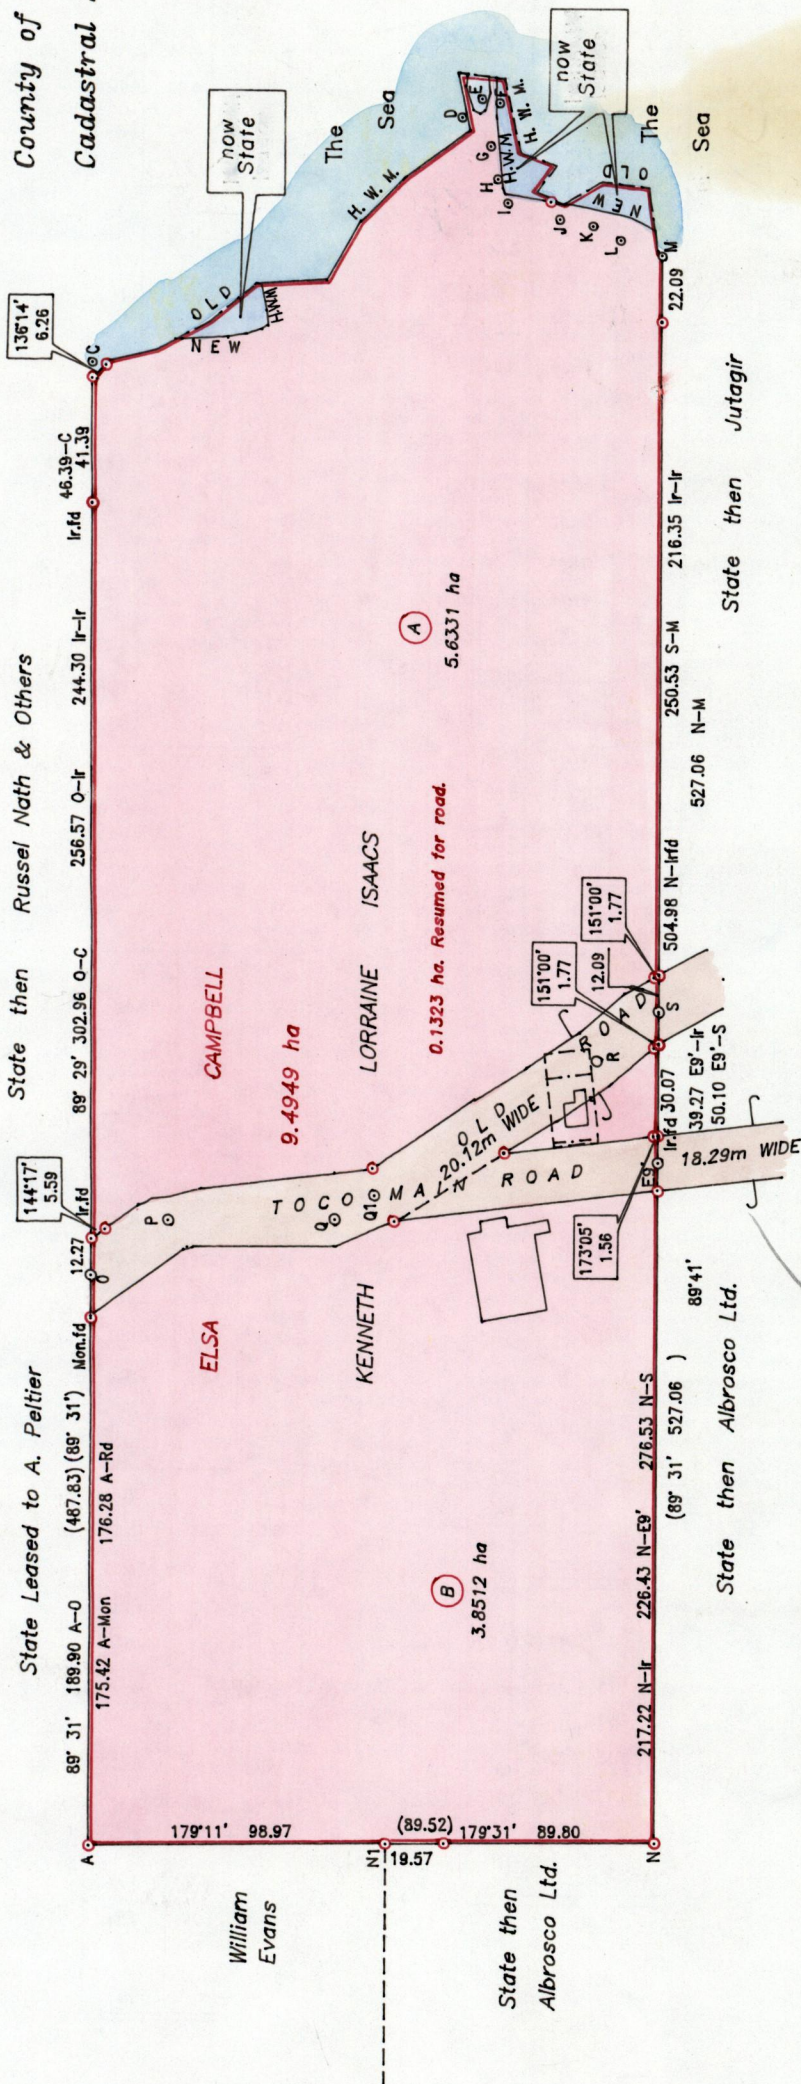 County of
Cadastral
State Leased to A. Peltier
State then Russel Nath & Others
89° 31' 189.90 A-O (487.83) (89° 31')
175.42 A-Mon 176.28 A-Rd
Mon.fd
12.27
O
144°17'
5.59
Ir.fd
89° 29' 302.96 O-C
256.57 O-Ir 244.30 Ir-Ir
Ir.fd 46.39-C
41.39
136°14'
6.26
C
now
State
now
State
The Sea
The Sea
OLD
NEW
H.W.M
H. W. M.
D
E
F
G
H
H.W.M
H. W. M.
I
J
K
L
M
OLD
NEW
A
P
Q
Q1
R
S
E9
N1
N
William
Evans
State then
Albrosco Ltd.
179°11' 98.97
(89.52)
19.57
179°31' 89.80
ELSA CAMPBELL
9.4949 ha
KENNETH LORRAINE ISAACS
0.1323 ha. Resumed for road.
A
5.6331 ha
B
3.8512 ha
TOCO MAIN ROAD
OLD ROAD
20.12m WIDE
18.29m WIDE
173°05'
1.56
151°00'
1.77
151°00'
1.77
12.09
217.22 N-Ir 226.43 N-E9' 276.53 N-S
(89° 31' 527.06 )
89°41'
Ir.fd 30.07
39.27 E9'-Ir
50.10 E9'-S
504.98 N-Irfd
250.53 S-M 216.35 Ir-Ir
527.06 N-M
22.09
State then Albrosco Ltd.
State then Jutagir